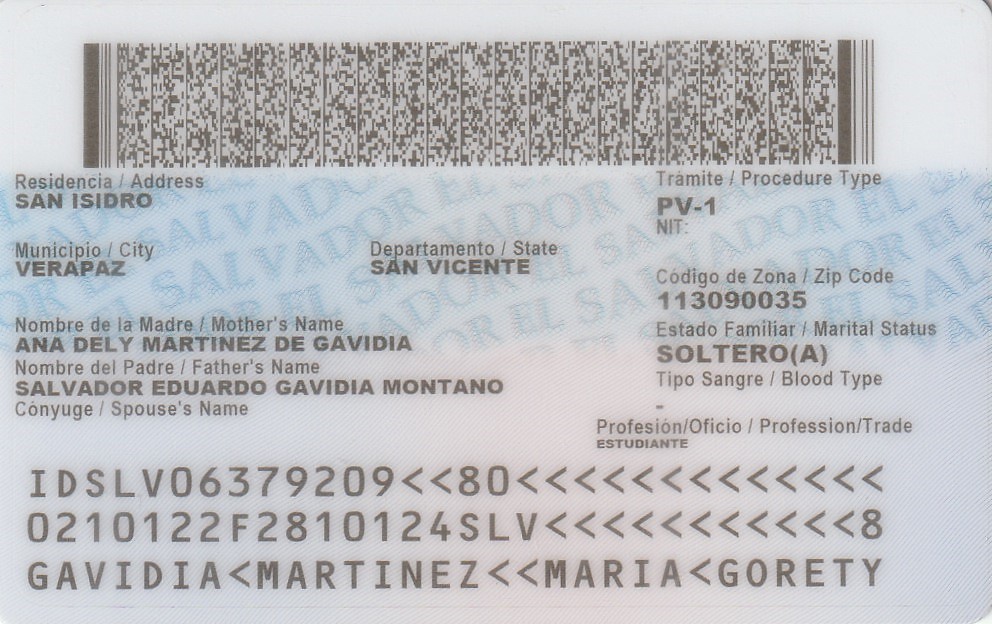 Residencia / Address
SAN ISIDRO
Trámite / Procedure Type
PV-1
NIT:
Municipio / City
VERAPAZ
Departamento / State
SAN VICENTE
Código de Zona / Zip Code
113090035
Nombre de la Madre / Mother's Name
ANA DELY MARTINEZ DE GAVIDIA
Estado Familiar / Marital Status
SOLTERO(A)
Nombre del Padre / Father's Name
SALVADOR EDUARDO GAVIDIA MONTANO
Tipo Sangre / Blood Type
-
Cónyuge / Spouse's Name
Profesión/Oficio / Profession/Trade
ESTUDIANTE
IDSLV06379209<<80<<<<<<<<<<<<<
0210122F2810124SLV<<<<<<<<<<<8
GAVIDIA<MARTINEZ<<MARIA<GORETY